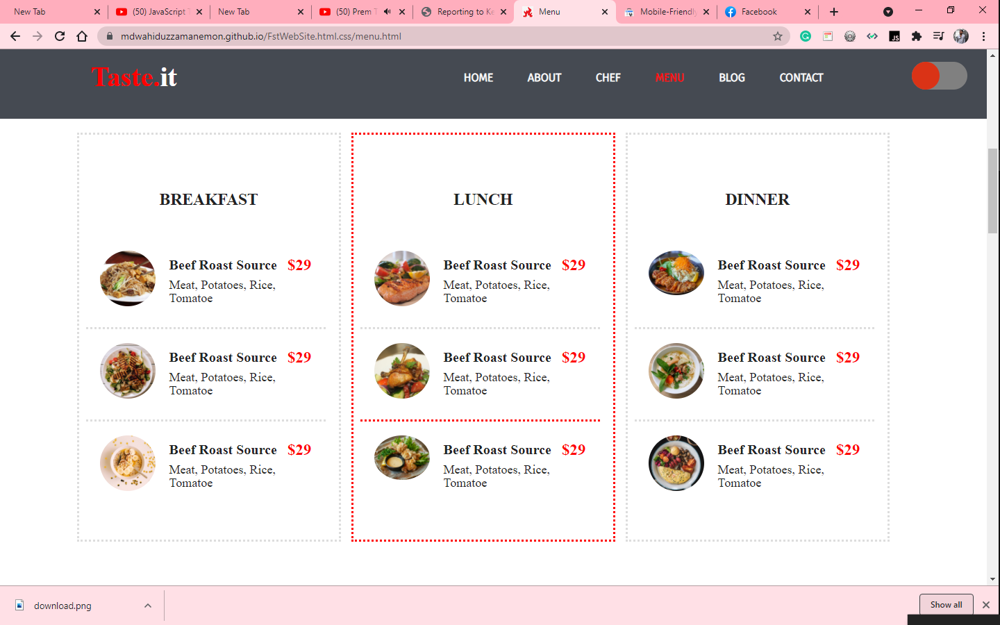 New Tab
(50) JavaScript
New Tab
(50) Prem
Reporting to
Menu
Mobile-Friendly
Facebook
mdwahiduzzamanemon.github.io/FstWebSite.html.css/menu.html
JS
Taste.it
HOME
ABOUT
CHEF
MENU
BLOG
CONTACT
BREAKFAST
Beef Roast Source $29
Meat, Potatoes, Rice,
Tomatoe
Beef Roast Source $29
Meat, Potatoes, Rice,
Tomatoe
Beef Roast Source $29
Meat, Potatoes, Rice,
Tomatoe
LUNCH
Beef Roast Source $29
Meat, Potatoes, Rice,
Tomatoe
Beef Roast Source $29
Meat, Potatoes, Rice,
Tomatoe
Beef Roast Source $29
Meat, Potatoes, Rice,
Tomatoe
DINNER
Beef Roast Source $29
Meat, Potatoes, Rice,
Tomatoe
Beef Roast Source $29
Meat, Potatoes, Rice,
Tomatoe
Beef Roast Source $29
Meat, Potatoes, Rice,
Tomatoe
download.png
Show all